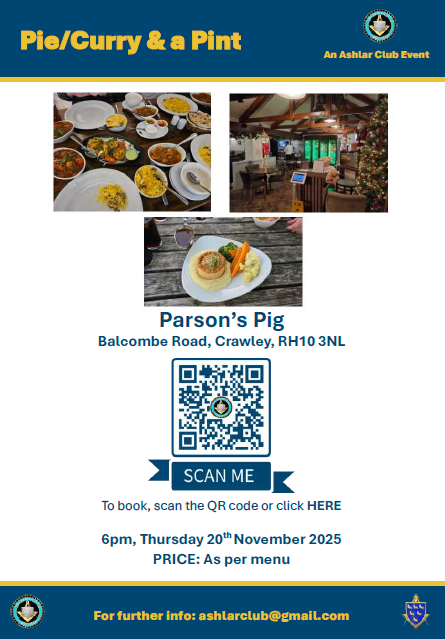 Pie/Curry & a Pint
An Ashlar Club Event
Parson's Pig
Balcombe Road, Crawley, RH10 3NL
SCAN ME
To book, scan the QR code or click HERE
6pm, Thursday 20th November 2025
PRICE: As per menu
For further info: ashlarclub@gmail.com